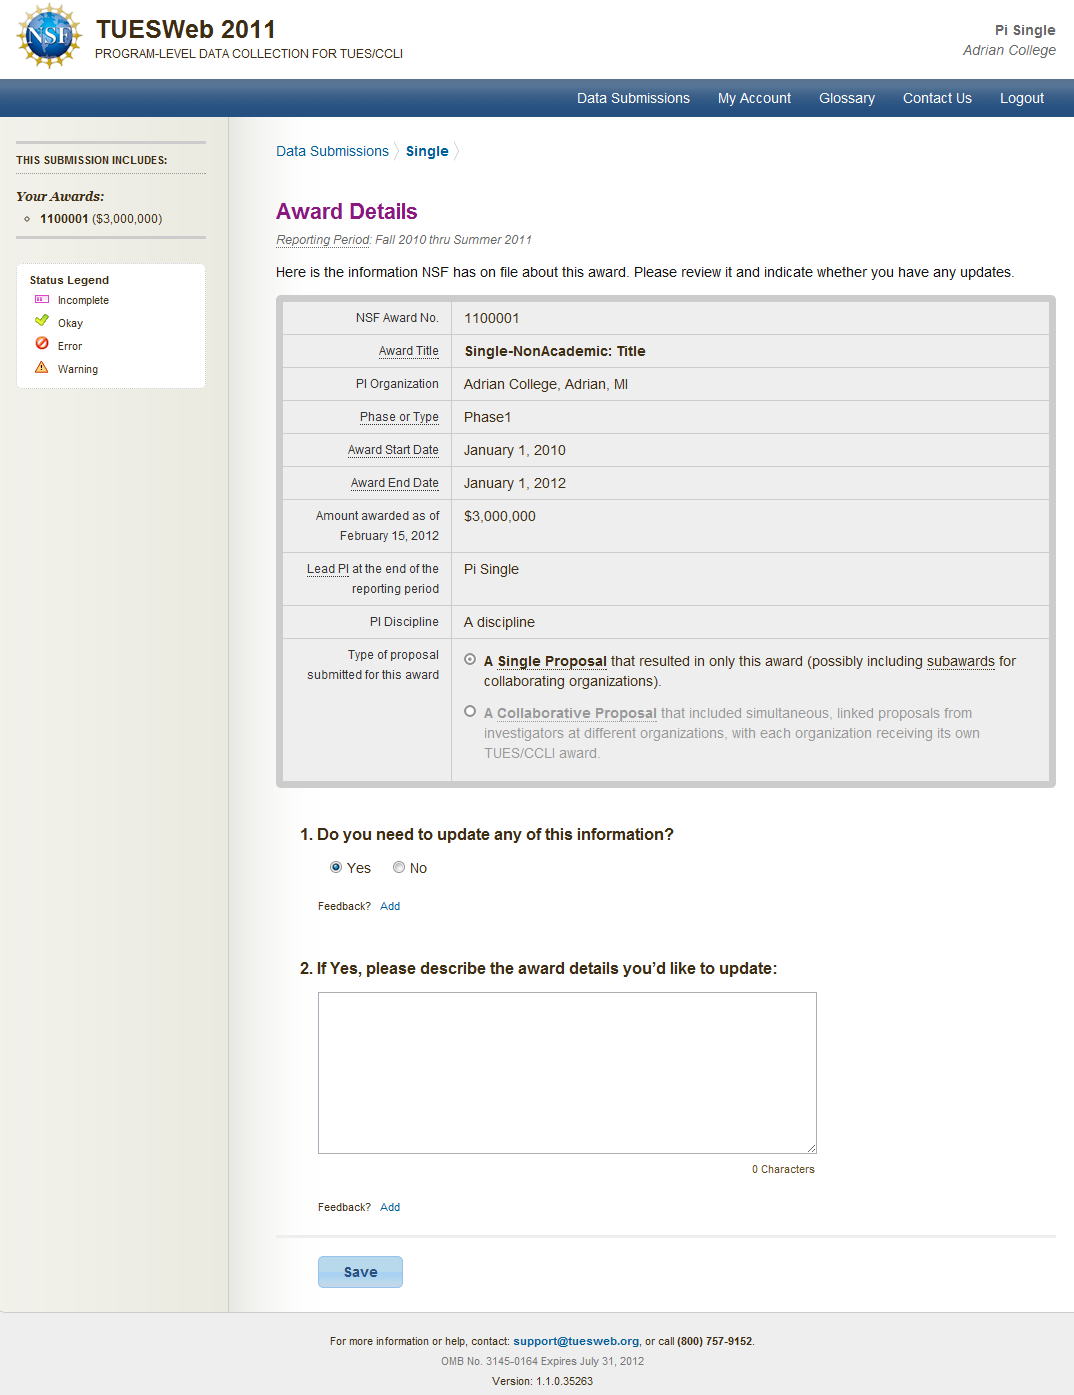 NSF
TUESWeb 2011
PROGRAM-LEVEL DATA COLLECTION FOR TUES/CCLI
Pi Single
Adrian College
Data Submissions My Account Glossary Contact Us Logout
THIS SUBMISSION INCLUDES:
Your Awards:
1100001 ($3,000,000)
Status Legend
Incomplete
Okay
Error
Warning
Data Submissions Single
Award Details
Reporting Period: Fall 2010 thru Summer 2011
Here is the information NSF has on file about this award. Please review it and indicate whether you have any updates.
NSF Award No. 1100001
Award Title Single-NonAcademic: Title
PI Organization Adrian College, Adrian, MI
Phase or Type Phase1
Award Start Date January 1, 2010
Award End Date January 1, 2012
Amount awarded as of $3,000,000
February 15, 2012
Lead PI at the end of the Pi Single
reporting period
PI Discipline A discipline
Type of proposal
submitted for this award
A Single Proposal that resulted in only this award (possibly including subawards for
collaborating organizations).
A Collaborative Proposal that included simultaneous, linked proposals from
investigators at different organizations, with each organization receiving its own
TUES/CCLI award.
1. Do you need to update any of this information?
Yes No
Feedback? Add
2. If Yes, please describe the award details you'd like to update:
0 Characters
Feedback? Add
Save
For more information or help, contact: support@tuesweb.org, or call (800) 757-9152.
OMB No. 3145-0164 Expires July 31, 2012
Version: 1.1.0.35263